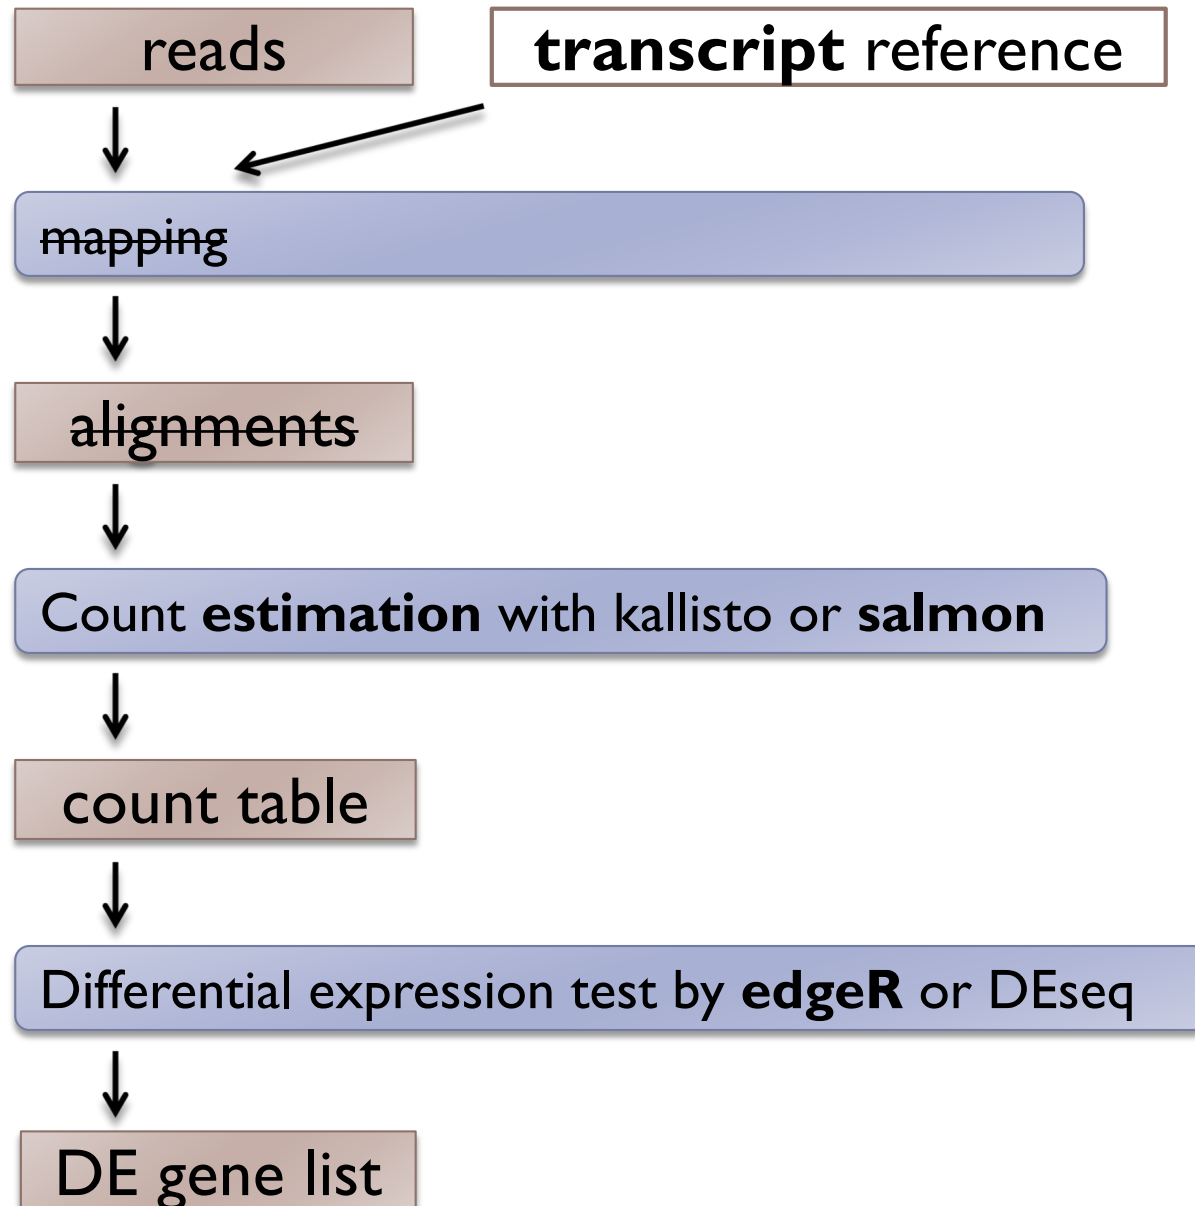 reads
transcript reference
mapping
alignments
Count estimation with kallisto or salmon
count table
Differential expression test by edgeR or DEseq
DE gene list